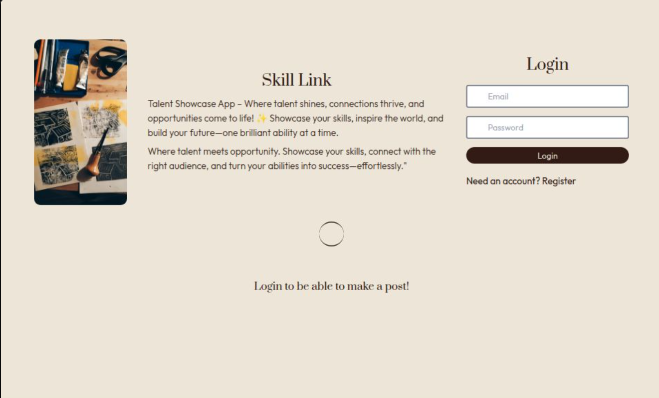 Skill Link
Talent Showcase App – Where talent shines, connections thrive, and
opportunities come to life! ✨ Showcase your skills, inspire the world, and
build your future—one brilliant ability at a time.
Where talent meets opportunity. Showcase your skills, connect with the
right audience, and turn your abilities into success—effortlessly."
Login
Email
Password
Login
Need an account? Register
Login to be able to make a post!